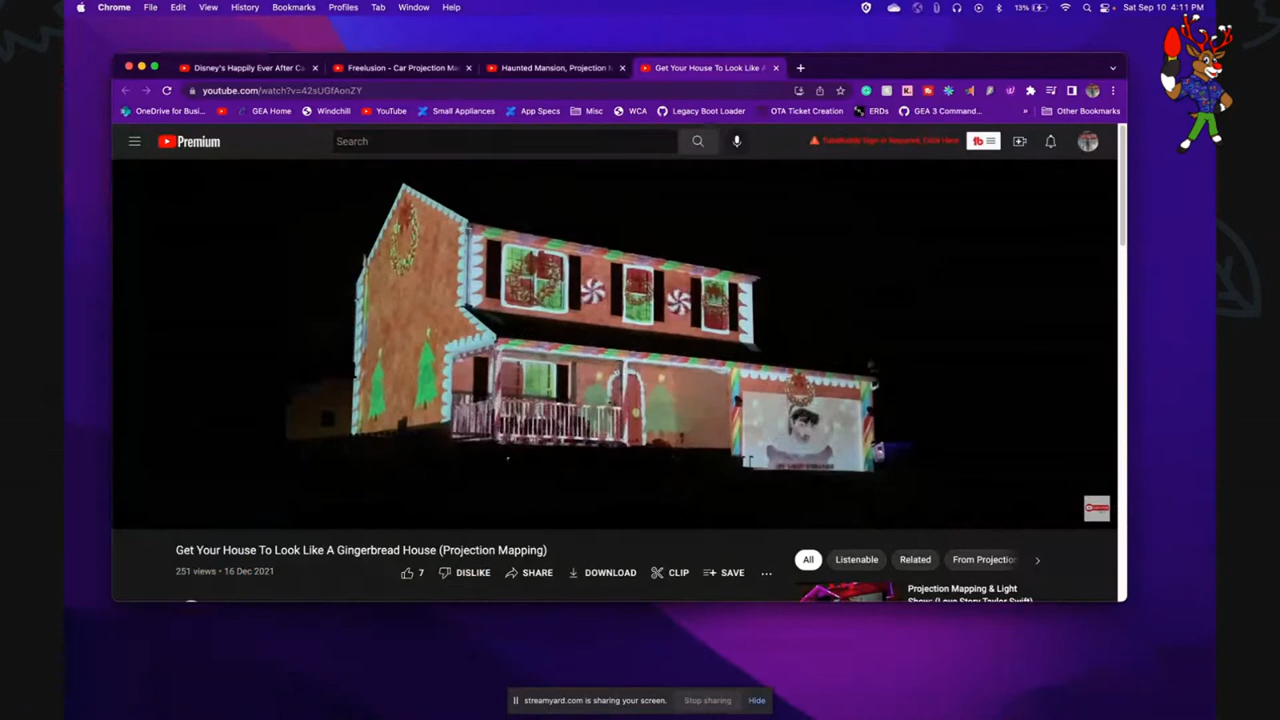 Chrome File Edit View History Bookmarks Profiles Tab Window Help
13% Sat Sep 10 4:11 PM
Disney's Happily Ever After Ca
Freelusion - Car Projection Ma
Haunted Mansion, Projection M
Get Your House To Look Like A
youtube.com/watch?v=42sUGfAonZY
OneDrive for Busi... GEA Home Windchill YouTube Small Appliances App Specs Misc WCA Legacy Boot Loader OTA Ticket Creation ERDs GEA 3 Command... » Other Bookmarks
Premium
Search
tb
Get Your House To Look Like A Gingerbread House (Projection Mapping)
251 views • 16 Dec 2021
7 DISLIKE SHARE DOWNLOAD CLIP SAVE ...
All Listenable Related From Projection
Projection Mapping & Light
Show: (Love Story Taylor Swift)
streamyard.com is sharing your screen. Stop sharing Hide